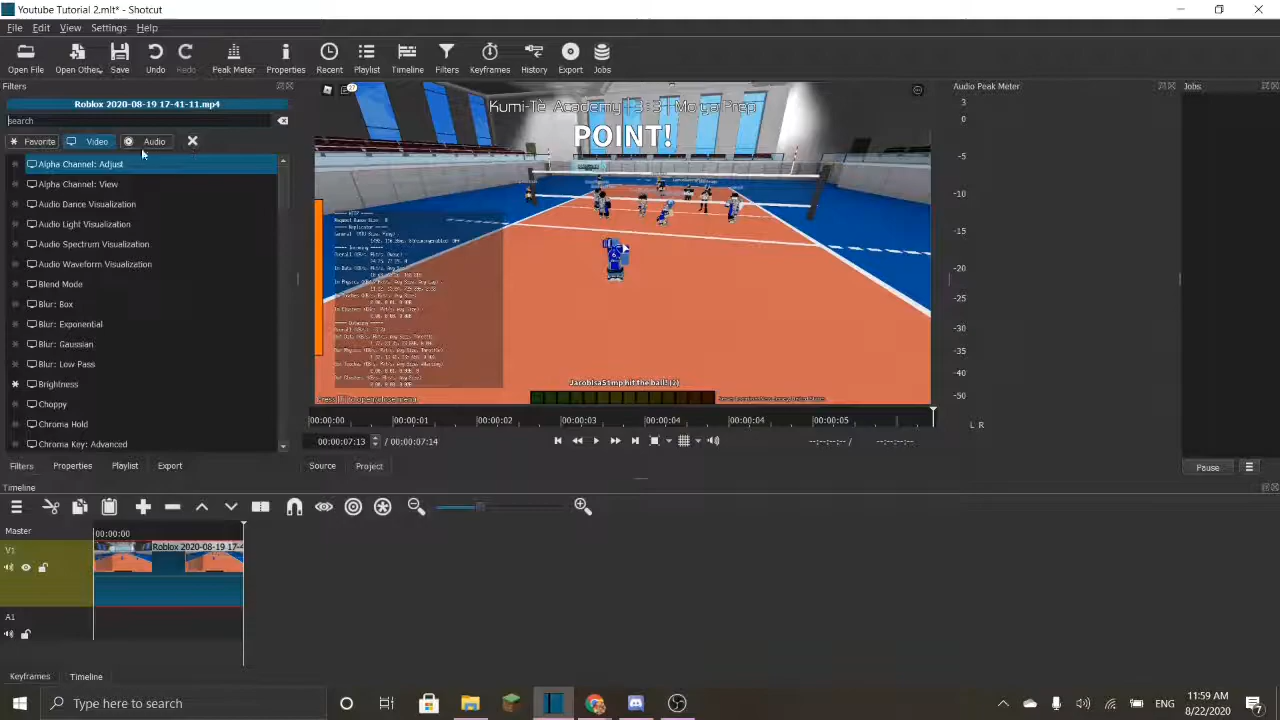 Youtube Tutorial 2.mlt* - Shotcut
File Edit View Settings Help
Open File Open Other.. Save Undo Redo Peak Meter Properties Recent Playlist Timeline Filters Keyframes History Export Jobs
Filters
Roblox 2020-08-19 17-41-11.mp4
search
Favorite Video Audio
Alpha Channel: Adjust
Alpha Channel: View
Audio Dance Visualization
Audio Light Visualization
Audio Spectrum Visualization
Audio Waveform Visualization
Blend Mode
Blur: Box
Blur: Exponential
Blur: Gaussian
Blur: Low Pass
Brightness
Choppy
Chroma Hold
Chroma Key: Advanced
Filters Properties Playlist Export
POINT!
Jacobisa51mp hit the ball! (2)
00:00:00 00:00:01 00:00:02 00:00:03 00:00:04 00:00:04 00:00:05
00:00:07:13 / 00:00:07:14
--:--:--:-- / --:--:--:--
Source Project
Audio Peak Meter
3
0
-5
-10
-15
-20
-25
-30
-35
-40
-50
L R
Jobs
Pause
Timeline
Master
00:00:00
V1
Roblox 2020-08-19 17-4
A1
Keyframes Timeline
Type here to search
ENG
11:59 AM
8/22/2020
7